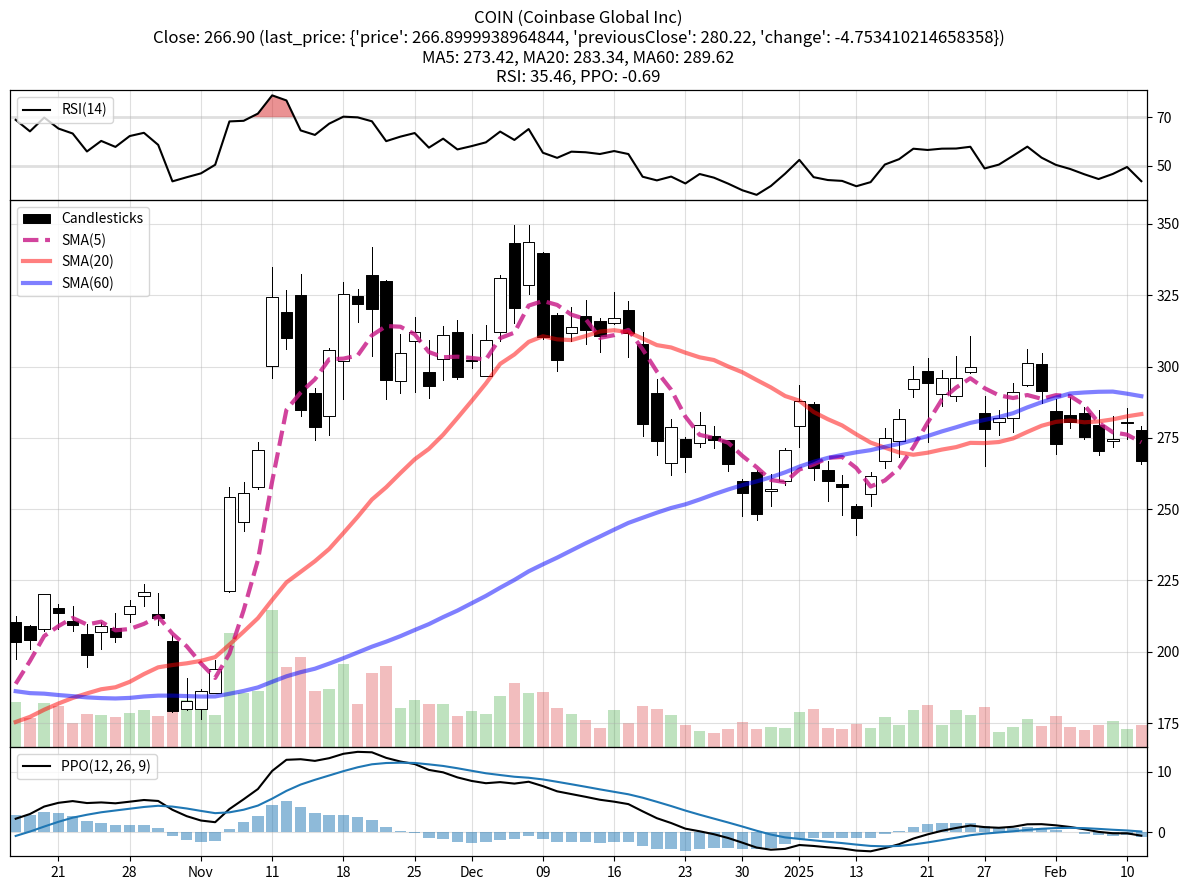 COIN (Coinbase Global Inc)
Close: 266.90 (last_price: {'price': 266.8999938964844, 'previousClose': 280.22, 'change': -4.753410214658358})
MA5: 273.42, MA20: 283.34, MA60: 289.62
RSI: 35.46, PPO: -0.69
RSI(14)
70
50
Candlesticks
SMA(5)
SMA(20)
SMA(60)
350
325
300
275
250
225
200
175
PPO(12, 26, 9)
10
0
21 28 Nov 11 18 25 Dec 09 16 23 30 2025 13 21 27 Feb 10